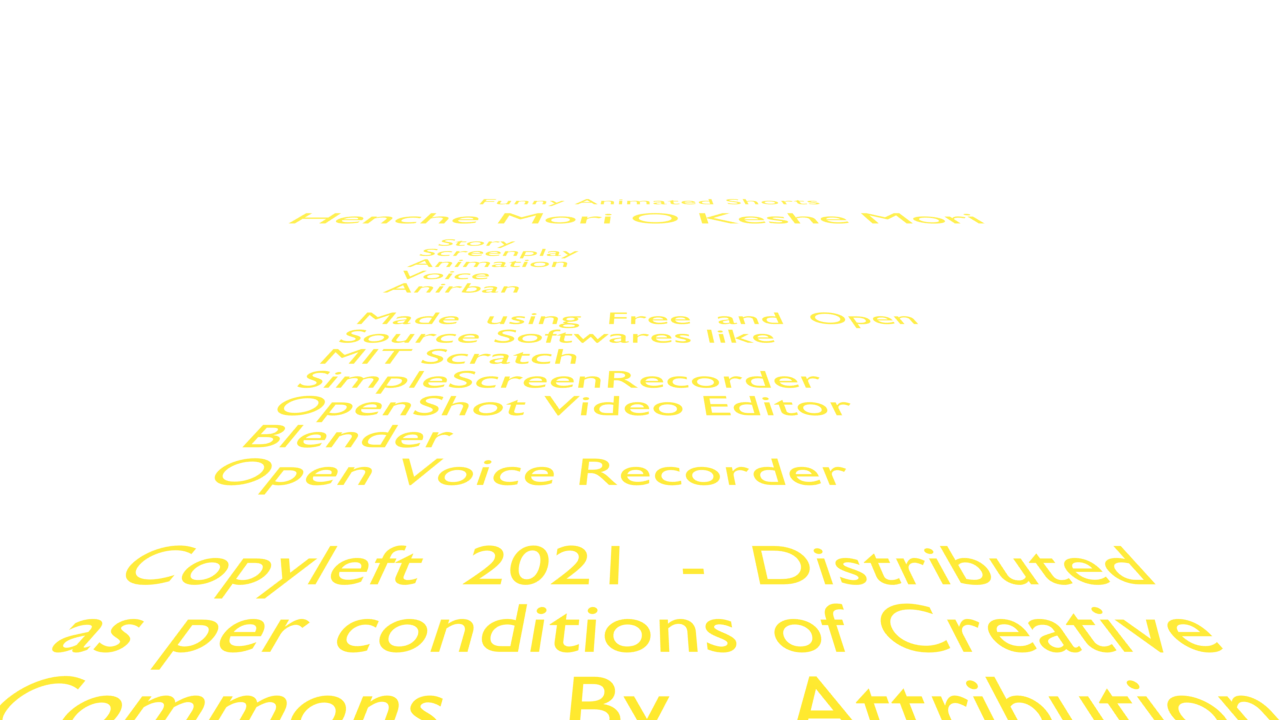 Funny Animated Shorts
Henche Mori O Keshe Mori
Story
Screenplay
Animation
Voice
Anirban
Made using Free and Open
Source Softwares like
MIT Scratch
SimpleScreenRecorder
OpenShot Video Editor
Blender
Open Voice Recorder
Copyleft 2021 - Distributed
as per conditions of Creative
Commons By Attribution